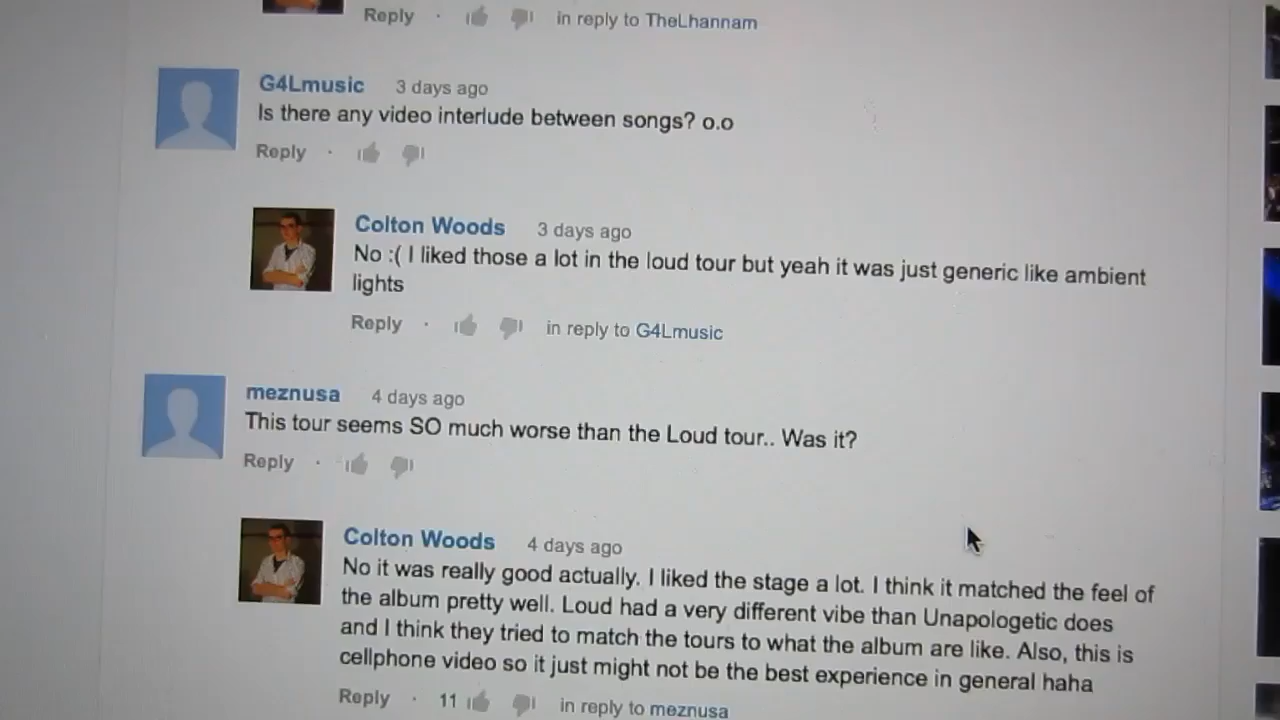 Reply · in reply to TheLhannam
G4Lmusic 3 days ago
Is there any video interlude between songs? o.o
Reply ·
Colton Woods 3 days ago
No :( I liked those a lot in the loud tour but yeah it was just generic like ambient
lights
Reply · in reply to G4Lmusic
meznusa 4 days ago
This tour seems SO much worse than the Loud tour.. Was it?
Reply ·
Colton Woods 4 days ago
No it was really good actually. I liked the stage a lot. I think it matched the feel of
the album pretty well. Loud had a very different vibe than Unapologetic does
and I think they tried to match the tours to what the album are like. Also, this is
cellphone video so it just might not be the best experience in general haha
Reply · 11 in reply to meznusa